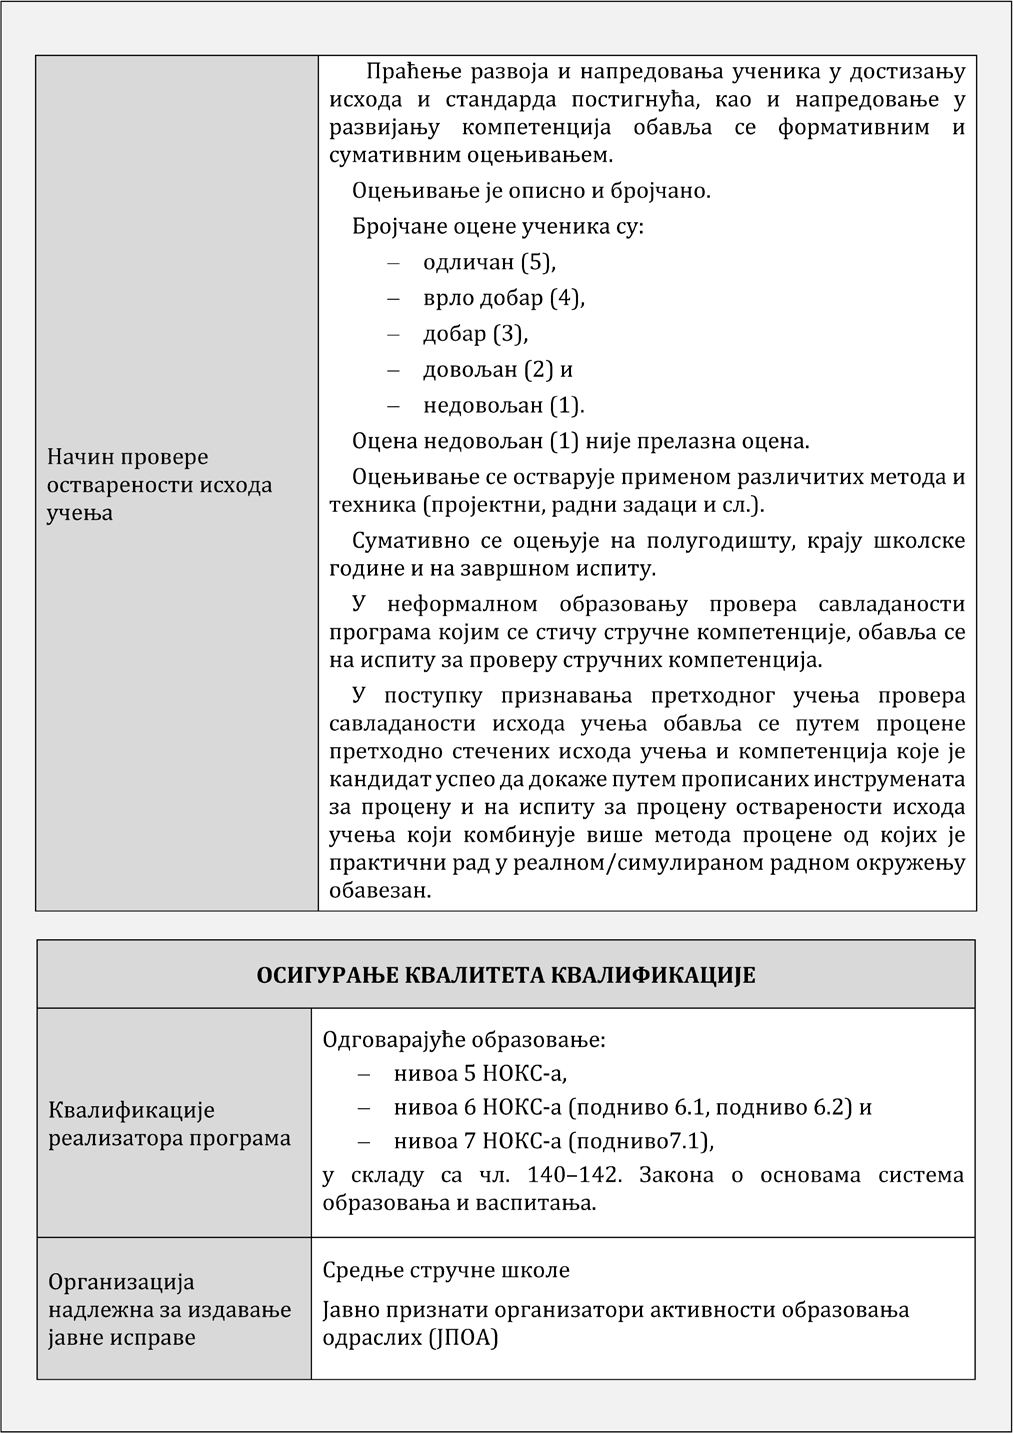 Начин провере
остварености исхода
учења
Праћење развоја и напредовања ученика у достизању
исхода и стандарда постигнућа, као и напредовање у
развијању компетенција обавља се формативним и
сумативним оцењивањем.
Оцењивање је описно и бројчано.
Бројчане оцене ученика су:
– одличан (5),
– врло добар (4),
– добар (3),
– довољан (2) и
– недовољан (1).
Оцена недовољан (1) није прелазна оцена.
Оцењивање се остварује применом различитих метода и
техника (пројектни, радни задаци и сл.).
Сумативно се оцењује на полугодишту, крају школске
године и на завршном испиту.
У неформалном образовању провера савладаности
програма којим се стичу стручне компетенције, обавља се
на испиту за проверу стручних компетенција.
У поступку признавања претходног учења провера
савладаности исхода учења обавља се путем процене
претходно стечених исхода учења и компетенција које је
кандидат успео да докаже путем прописаних инструмената
за процену и на испиту за процену остварености исхода
учења који комбинује више метода процене од којих је
практични рад у реалном/симулираном радном окружењу
обавезан.
ОСИГУРАЊЕ КВАЛИТЕТА КВАЛИФИКАЦИЈЕ
Квалификације
реализатора програма
Одговарајуће образовање:
– нивоа 5 НОКС-а,
– нивоа 6 НОКС-а (подниво 6.1, подниво 6.2) и
– нивоа 7 НОКС-а (подниво7.1),
у складу са чл. 140–142. Закона о основама система
образовања и васпитања.
Организација
надлежна за издавање
јавне исправе
Средње стручне школе
Јавно признати организатори активности образовања
одраслих (ЈПОА)